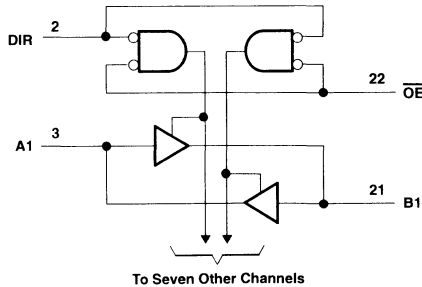 DIR 2
22 OE
A1 3
21 B1
To Seven Other Channels